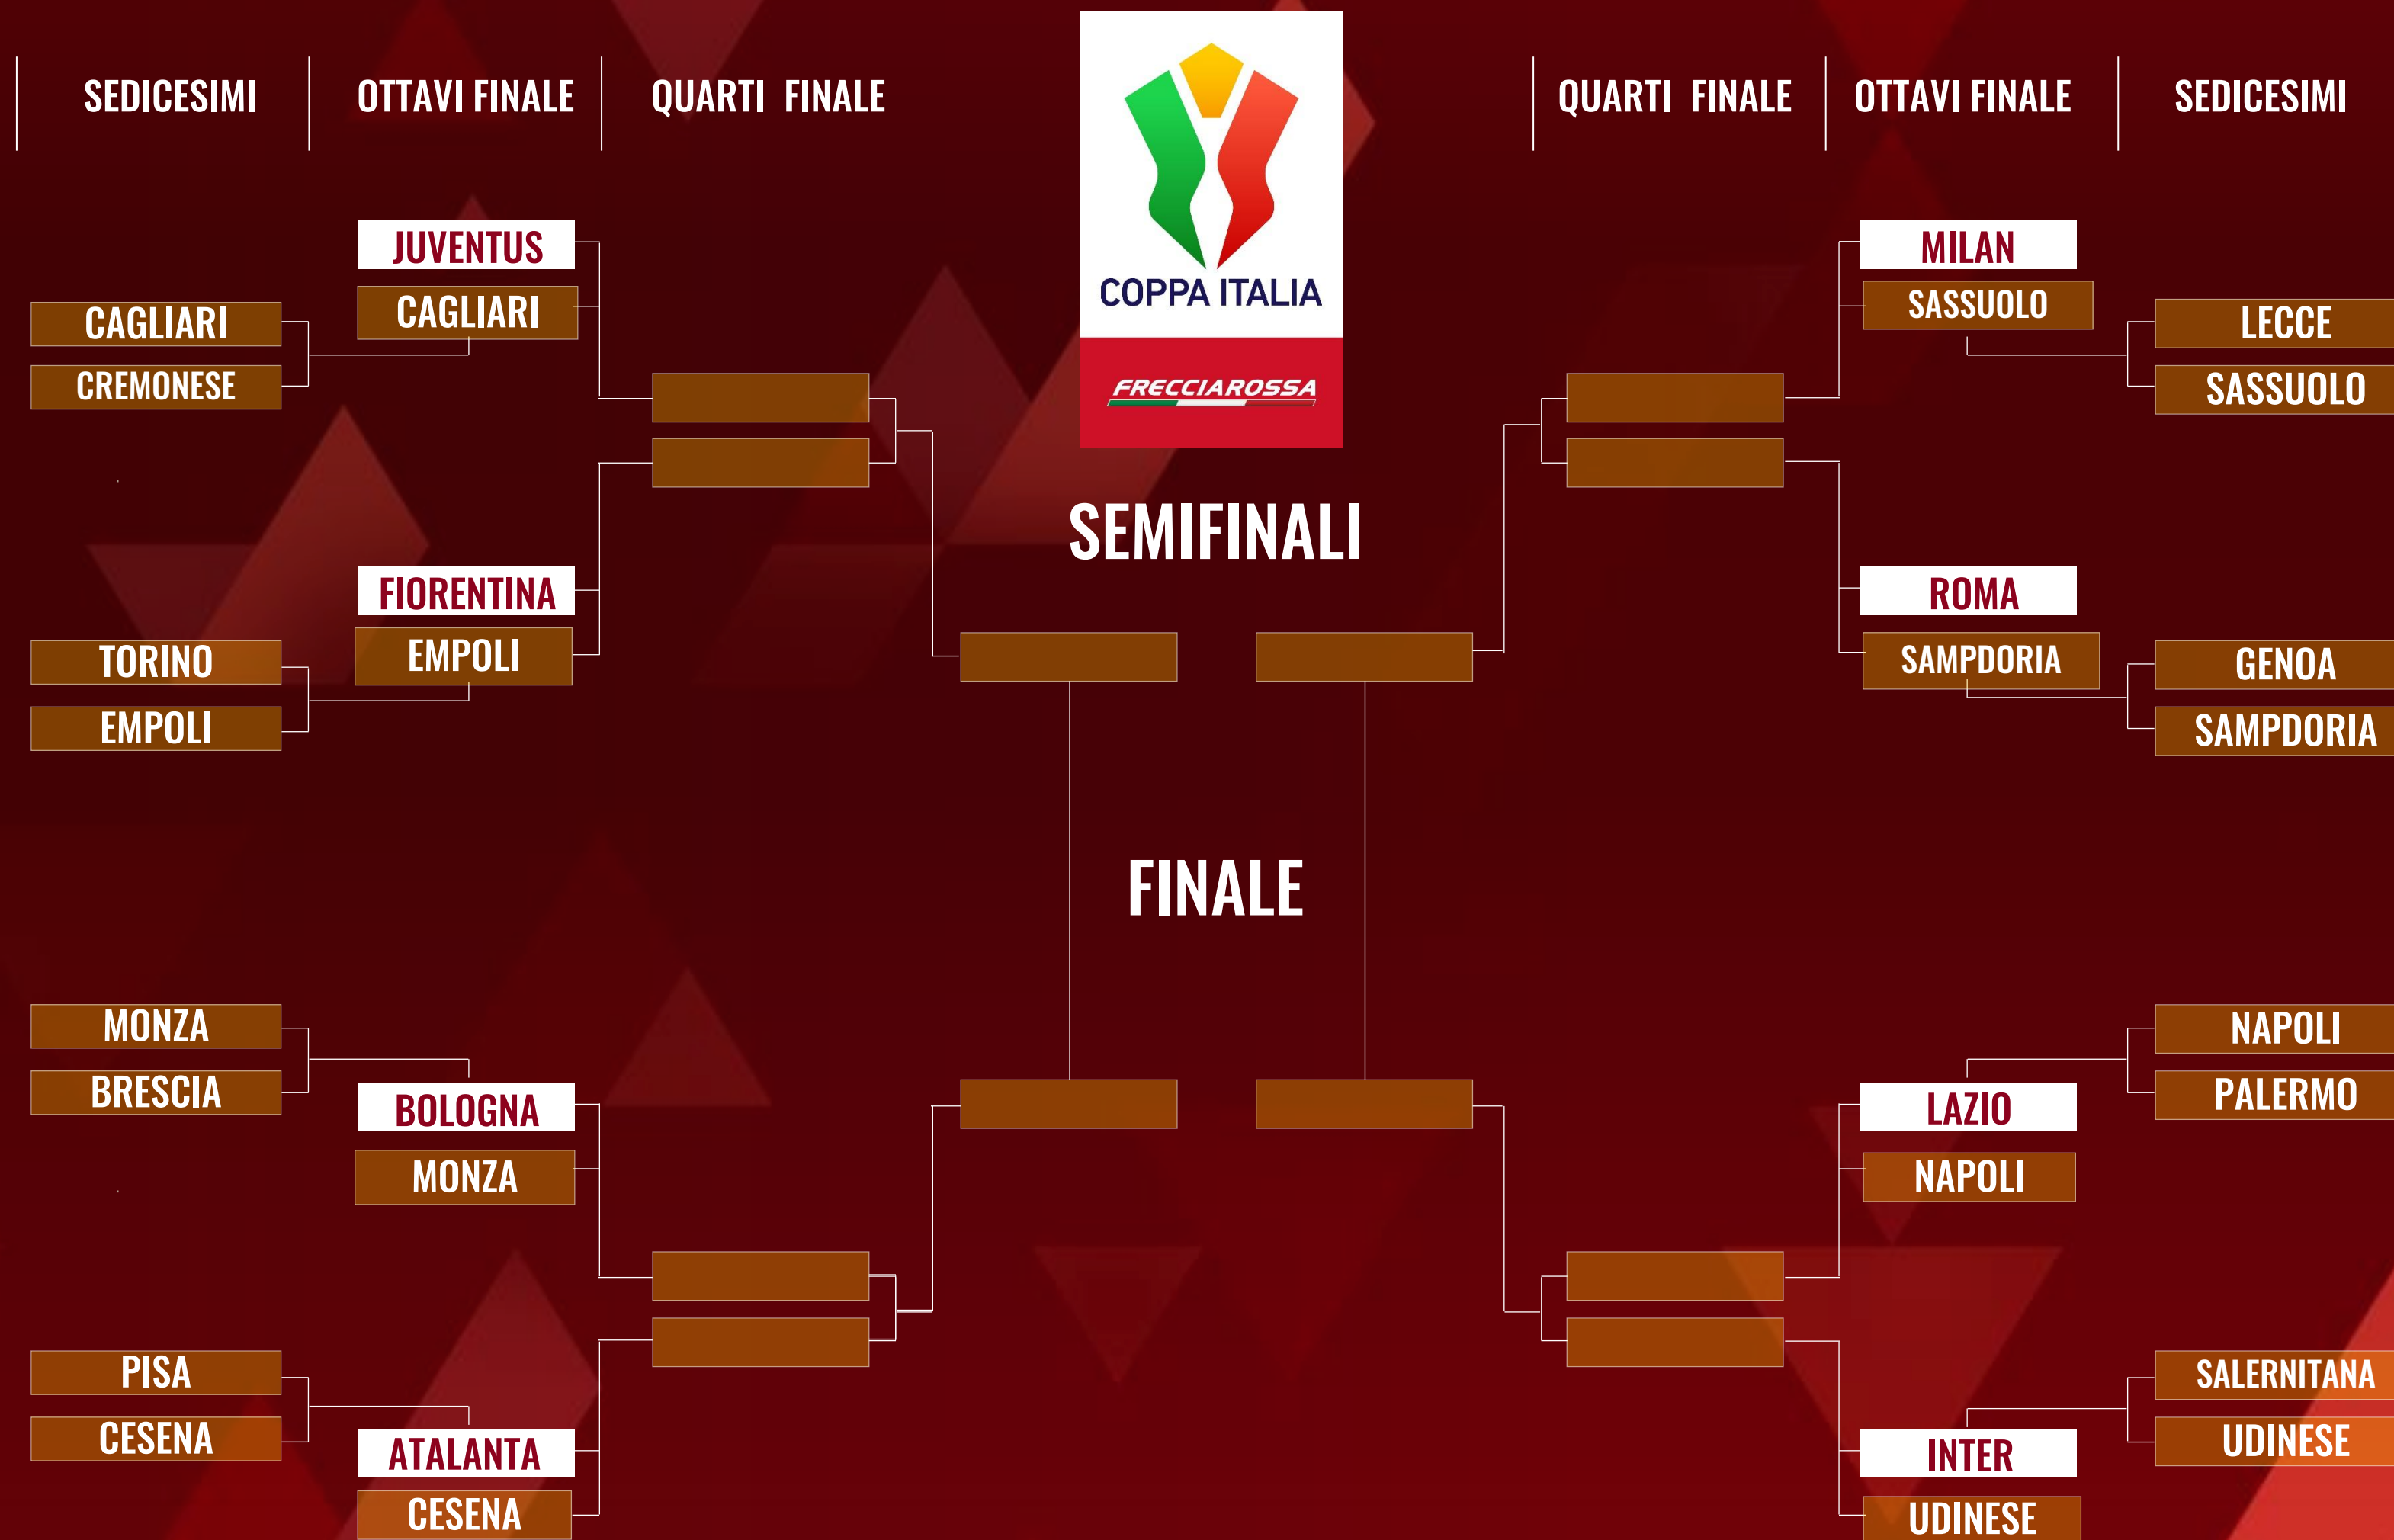 SEDICESIMI
OTTAVI FINALE
QUARTI FINALE
QUARTI FINALE
OTTAVI FINALE
SEDICESIMI
COPPA ITALIA
FRECCIAROSSA
JUVENTUS
CAGLIARI
CAGLIARI
CREMONESE
FIORENTINA
EMPOLI
TORINO
EMPOLI
MONZA
BRESCIA
BOLOGNA
MONZA
PISA
CESENA
ATALANTA
CESENA
SEMIFINALI
FINALE
MILAN
SASSUOLO
LECCE
SASSUOLO
ROMA
SAMPDORIA
GENOA
SAMPDORIA
NAPOLI
PALERMO
LAZIO
NAPOLI
SALERNITANA
UDINESE
INTER
UDINESE